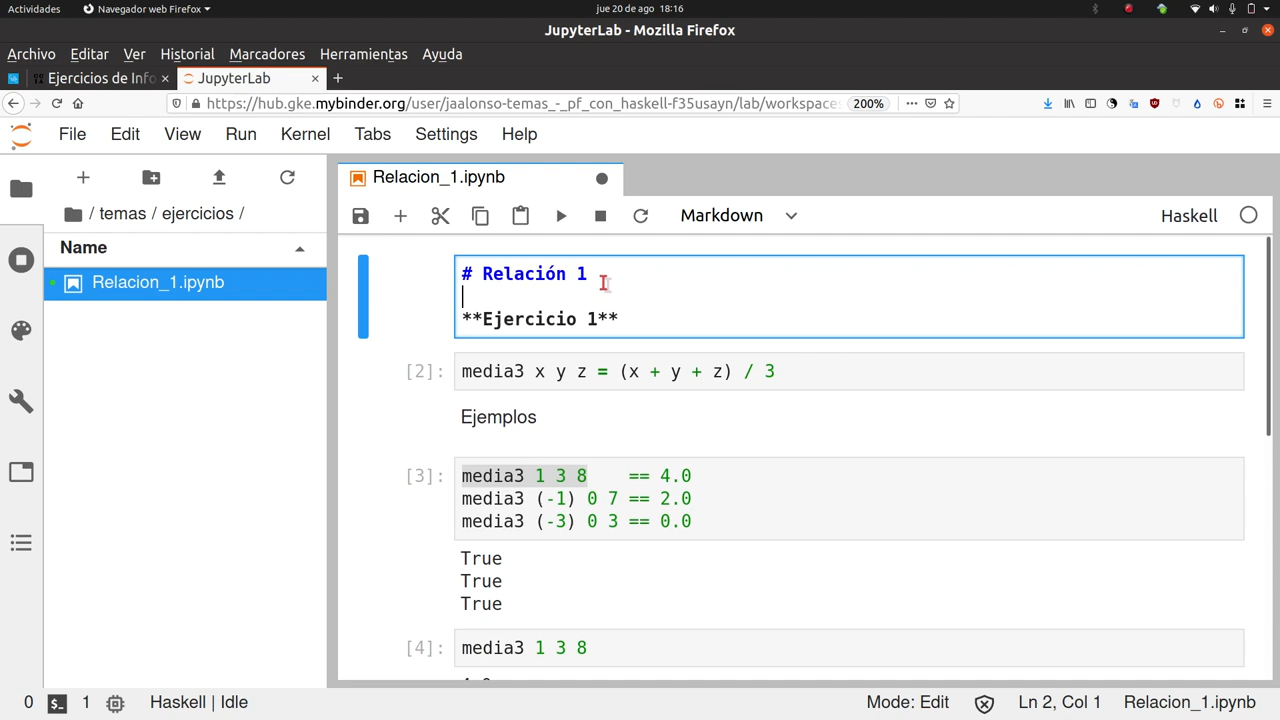 Actividades Navegador web Firefox jue 20 de ago 18:16
JupyterLab - Mozilla Firefox
Archivo Editar Ver Historial Marcadores Herramientas Ayuda
Ejercicios de Info × JupyterLab × +
https://hub.gke.mybinder.org/user/jaalonso-temas_-_pf_con_haskell-f35usayn/lab/workspace 200%
File Edit View Run Kernel Tabs Settings Help
Relacion_1.ipynb
/ temas / ejercicios /
Markdown Haskell
Name
Relacion_1.ipynb
# Relación 1
**Ejercicio 1**
[2]: media3 x y z = (x + y + z) / 3
Ejemplos
[3]: media3 1 3 8 == 4.0
media3 (-1) 0 7 == 2.0
media3 (-3) 0 3 == 0.0
True
True
True
[4]: media3 1 3 8
0 1 Haskell | Idle Mode: Edit Ln 2, Col 1 Relacion_1.ipynb